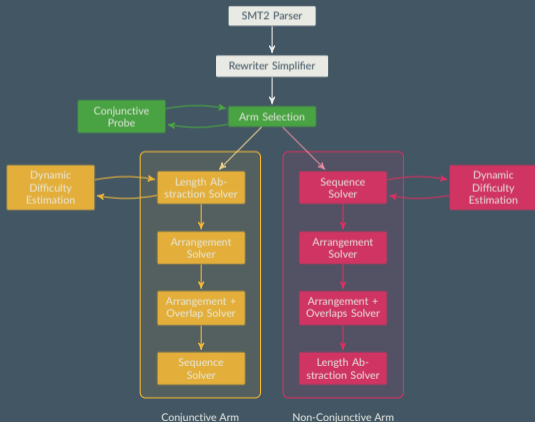 SMT2 Parser
Rewriter Simplifier
Conjunctive
Probe
Arm Selection
Dynamic
Difficulty
Estimation
Length Ab-
straction Solver
Arrangement
Solver
Arrangement +
Overlap Solver
Sequence
Solver
Conjunctive Arm
Sequence
Solver
Arrangement
Solver
Arrangement +
Overlaps Solver
Length Ab-
straction Solver
Non-Conjunctive Arm
Dynamic
Difficulty
Estimation